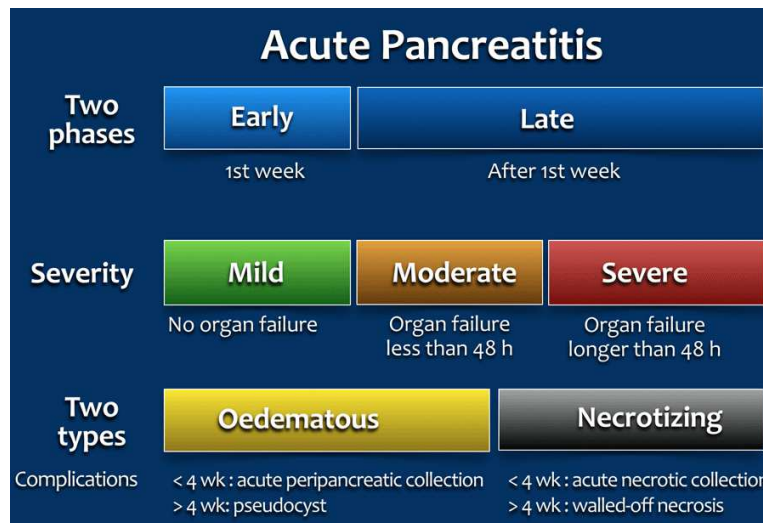 Acute Pancreatitis
Two phases
Early
Late
1st week
After 1st week
Severity
Mild
Moderate
Severe
No organ failure
Organ failure
less than 48 h
Organ failure
longer than 48 h
Two
types
Oedematous
Necrotizing
Complications
< 4 wk : acute peripancreatic collection
> 4 wk: pseudocyst
< 4 wk : acute necrotic collection
> 4 wk : walled-off necrosis